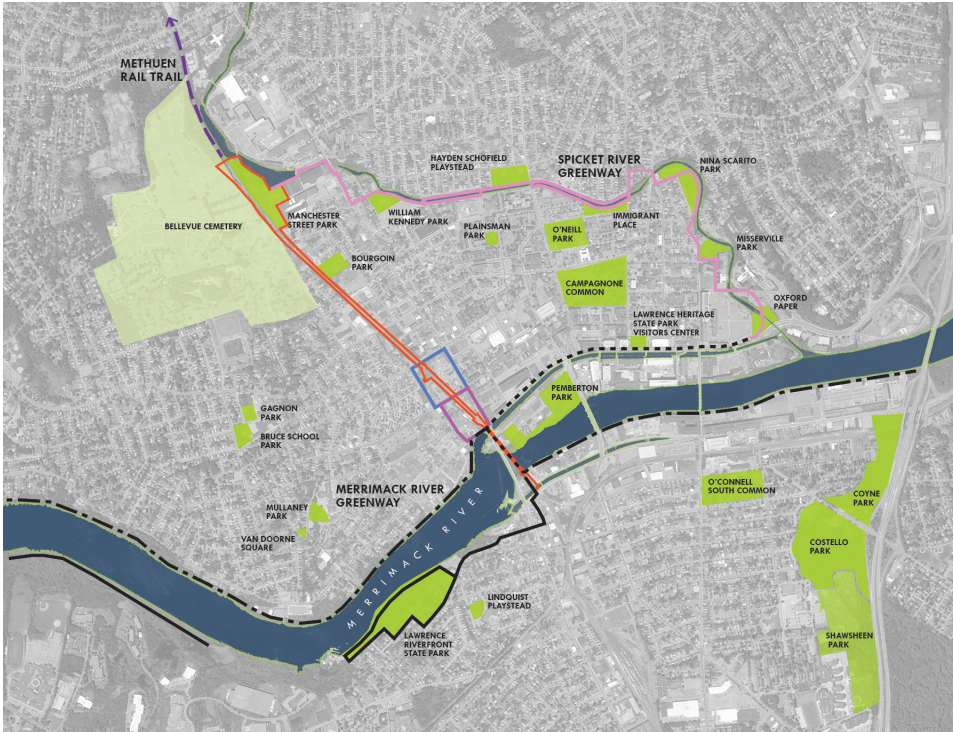 METHUEN
RAIL TRAIL
HAYDEN SCHOFIELD
PLAYSTEAD
SPICKET RIVER
GREENWAY
NINA SCARITO
PARK
BELLEVUE CEMETERY
MANCHESTER
STREET PARK
WILLIAM
KENNEDY PARK
PLAINSMAN
PARK
O'NEILL
PARK
IMMIGRANT
PLACE
MISSERVILLE
PARK
BOURGOIN
PARK
CAMPAGNONE
COMMON
OXFORD
PAPER
LAWRENCE HERITAGE
STATE PARK
VISITORS CENTER
PEMBERTON
PARK
GAGNON
PARK
BRUCE SCHOOL
PARK
MERRIMACK RIVER
GREENWAY
O'CONNELL
SOUTH COMMON
COYNE
PARK
MULLANEY
PARK
VAN DOORNE
SQUARE
MERRIMACK RIVER
COSTELLO
PARK
LINDQUIST
PLAYSTEAD
LAWRENCE
RIVERFRONT
STATE PARK
SHAWSHEEN
PARK